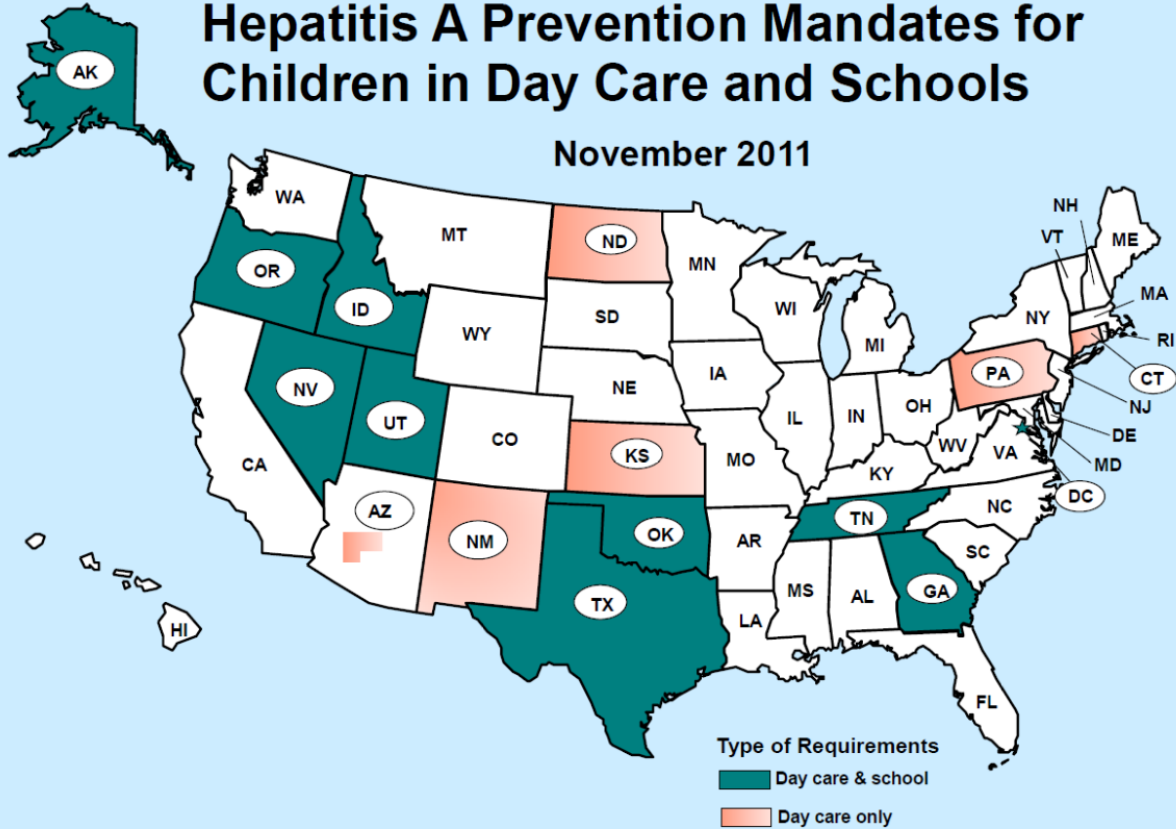 Hepatitis A Prevention Mandates for
Children in Day Care and Schools
November 2011
AK
WA
MT
ND
MN
NH
VT
ME
OR
ID
WY
SD
WI
MI
NY
MA
RI
CT
NV
UT
CO
NE
IA
IL
IN
OH
PA
NJ
DE
MD
DC
CA
AZ
NM
KS
MO
KY
WV
VA
NC
OK
AR
TN
SC
TX
LA
MS
AL
GA
FL
HI
Type of Requirements
Day care & school
Day care only